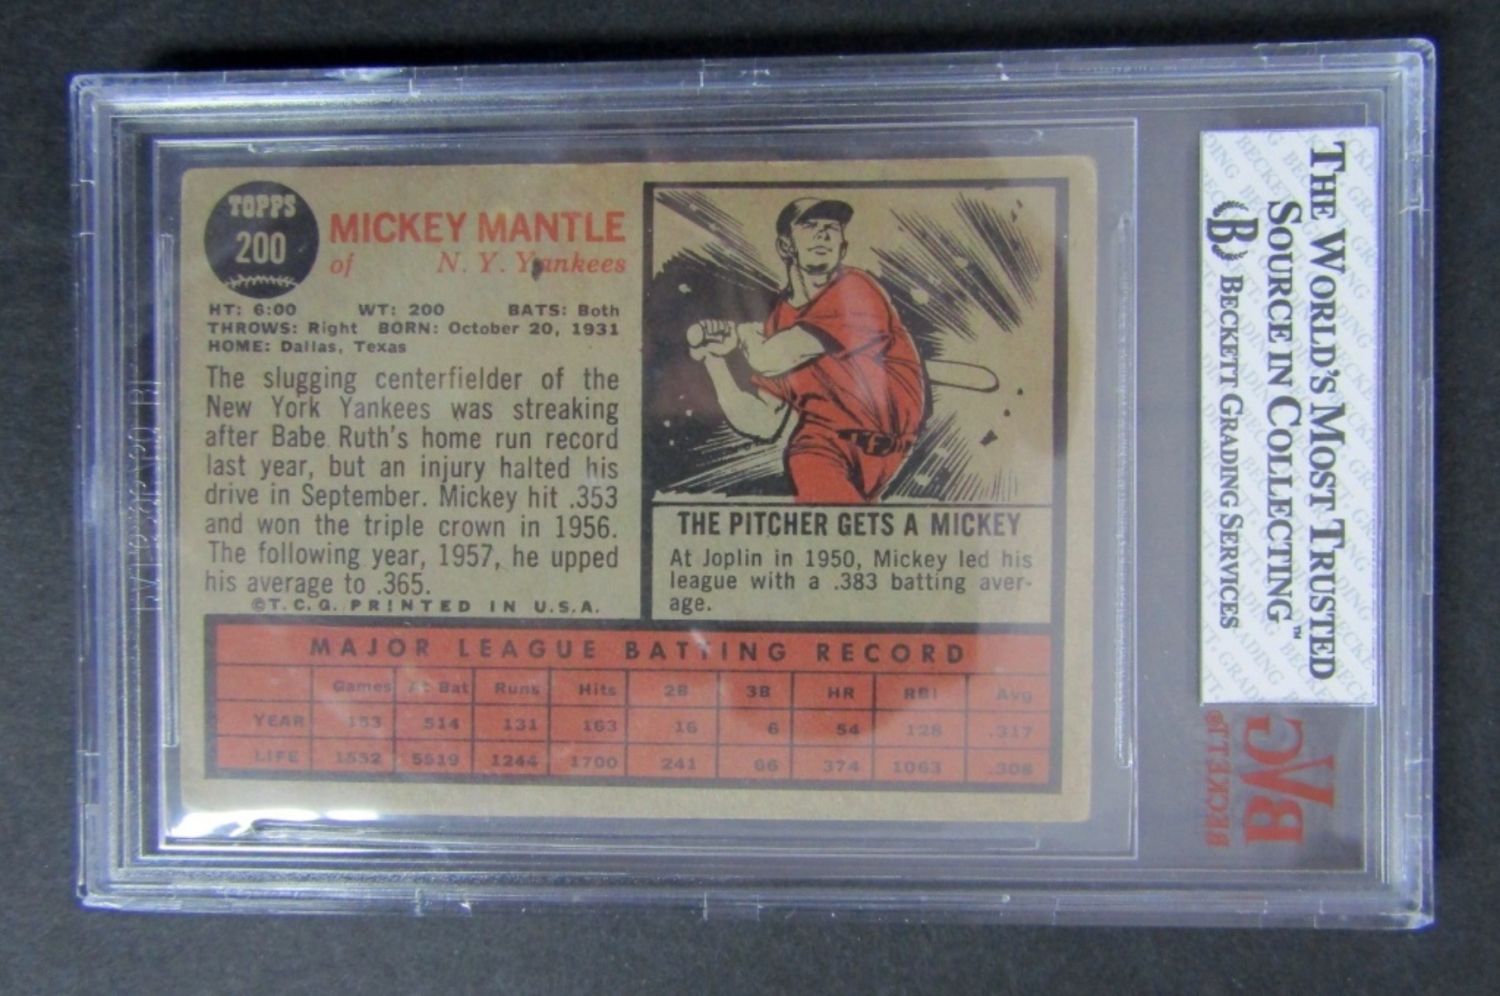 TOPPS
200
MICKEY MANTLE
of N. Y. Yankees
HT: 6:00 WT: 200 BATS: Both
THROWS: Right BORN: October 20, 1931
HOME: Dallas, Texas
The slugging centerfielder of the
New York Yankees was streaking
after Babe Ruth's home run record
last year, but an injury halted his
drive in September. Mickey hit .353
and won the triple crown in 1956.
The following year, 1957, he upped
his average to .365.
©T.C.G. PRINTED IN U.S.A.
THE PITCHER GETS A MICKEY
At Joplin in 1950, Mickey led his
league with a .383 batting aver-
age.
MAJOR LEAGUE BATTING RECORD
Games At Bat Runs Hits 2B 3B HR RBI Avg
YEAR 153 514 131 163 16 6 54 128 .317
LIFE 1552 5519 1244 1700 241 66 374 1063 .308
THE WORLD'S MOST TRUSTED
SOURCE IN COLLECTING™
B BECKETT GRADING SERVICES
BECKETT®